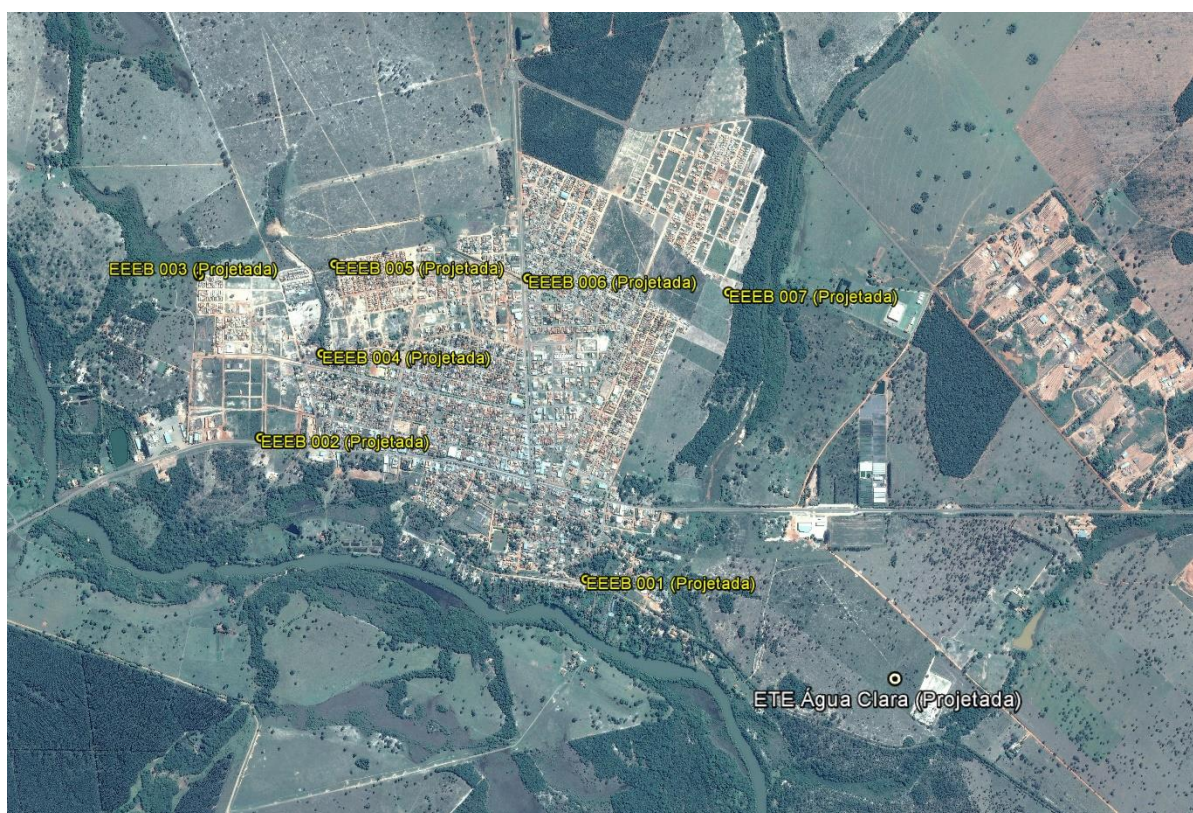 EEEB 003 (Projetada)
EEEB 005 (Projetada)
EEEB 006 (Projetada)
EEEB 007 (Projetada)
EEEB 004 (Projetada)
EEEB 002 (Projetada)
EEEB 001 (Projetada)
ETE Água Clara (Projetada)